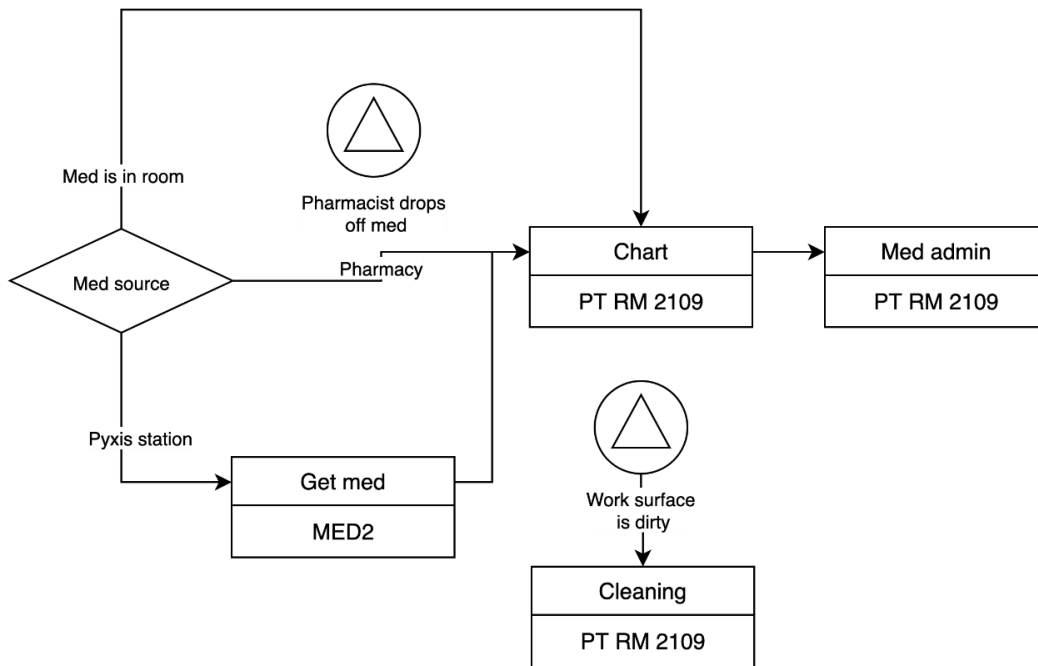 Med is in room
Pharmacist drops
off med
Med source
Pharmacy
Chart
PT RM 2109
Med admin
PT RM 2109
Pyxis station
Get med
MED2
Work surface
is dirty
Cleaning
PT RM 2109